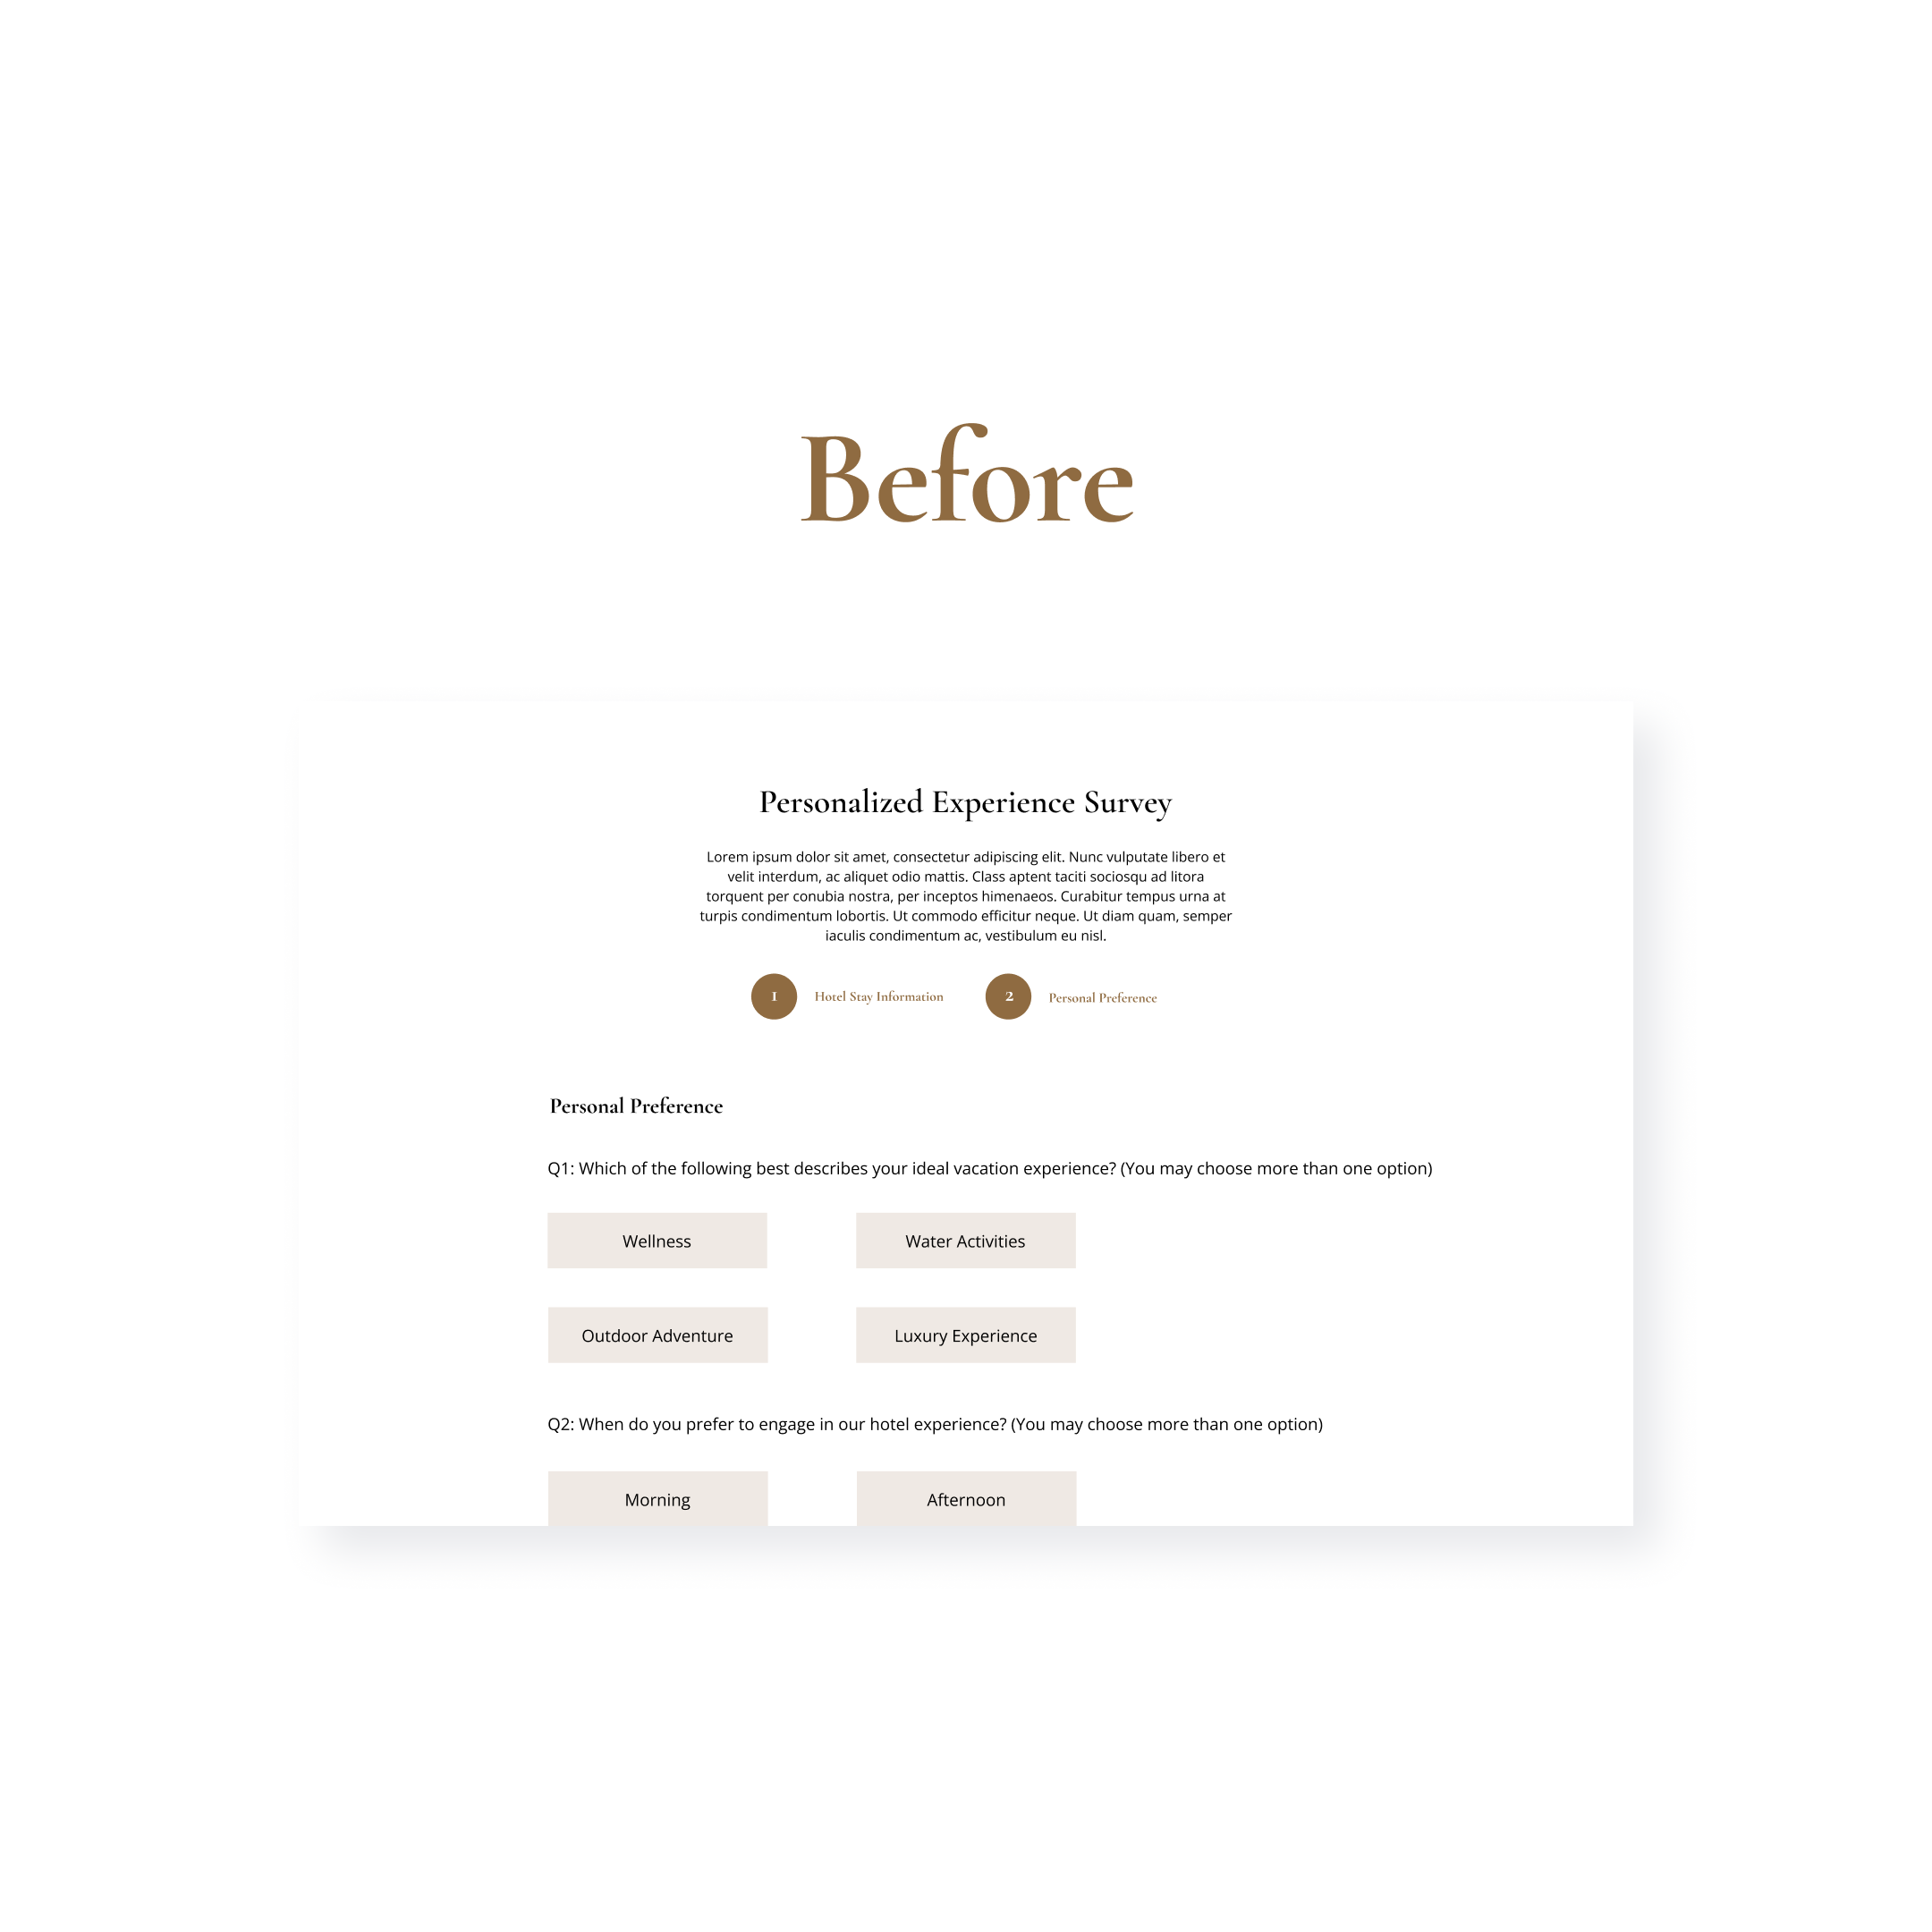 Before
Personalized Experience Survey
Lorem ipsum dolor sit amet, consectetur adipiscing elit. Nunc vulputate libero et
velit interdum, ac aliquet odio mattis. Class aptent taciti sociosqu ad litora
torquent per conubia nostra, per inceptos himenaeos. Curabitur tempus urna at
turpis condimentum lobortis. Ut commodo efficitur neque. Ut diam quam, semper
iaculis condimentum ac, vestibulum eu nisl.
1 Hotel Stay Information 2 Personal Preference
Personal Preference
Q1: Which of the following best describes your ideal vacation experience? (You may choose more than one option)
Wellness Water Activities
Outdoor Adventure Luxury Experience
Q2: When do you prefer to engage in our hotel experience? (You may choose more than one option)
Morning Afternoon